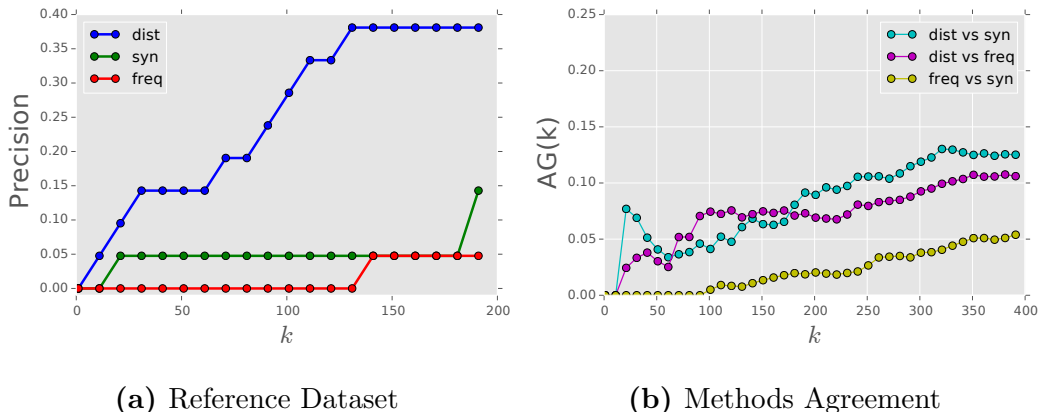 0.40
0.35
0.30
0.25
0.20
0.15
0.10
0.05
0.00
Precision
dist
syn
freq
0 50 100 150 200
k
(a) Reference Dataset
0.25
0.20
0.15
0.10
0.05
0.00
AG(k)
dist vs syn
dist vs freq
freq vs syn
0 50 100 150 200 250 300 350 400
k
(b) Methods Agreement